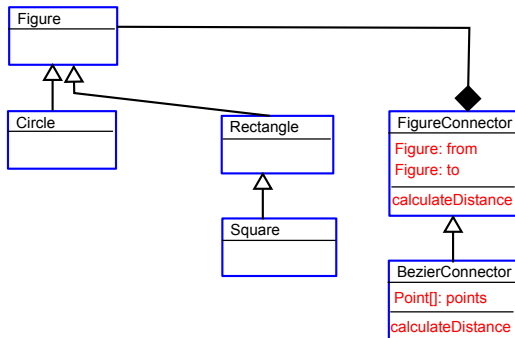 Figure
Circle
Rectangle
Square
FigureConnector
Figure: from
Figure: to
calculateDistance
BezierConnector
Point[]: points
calculateDistance